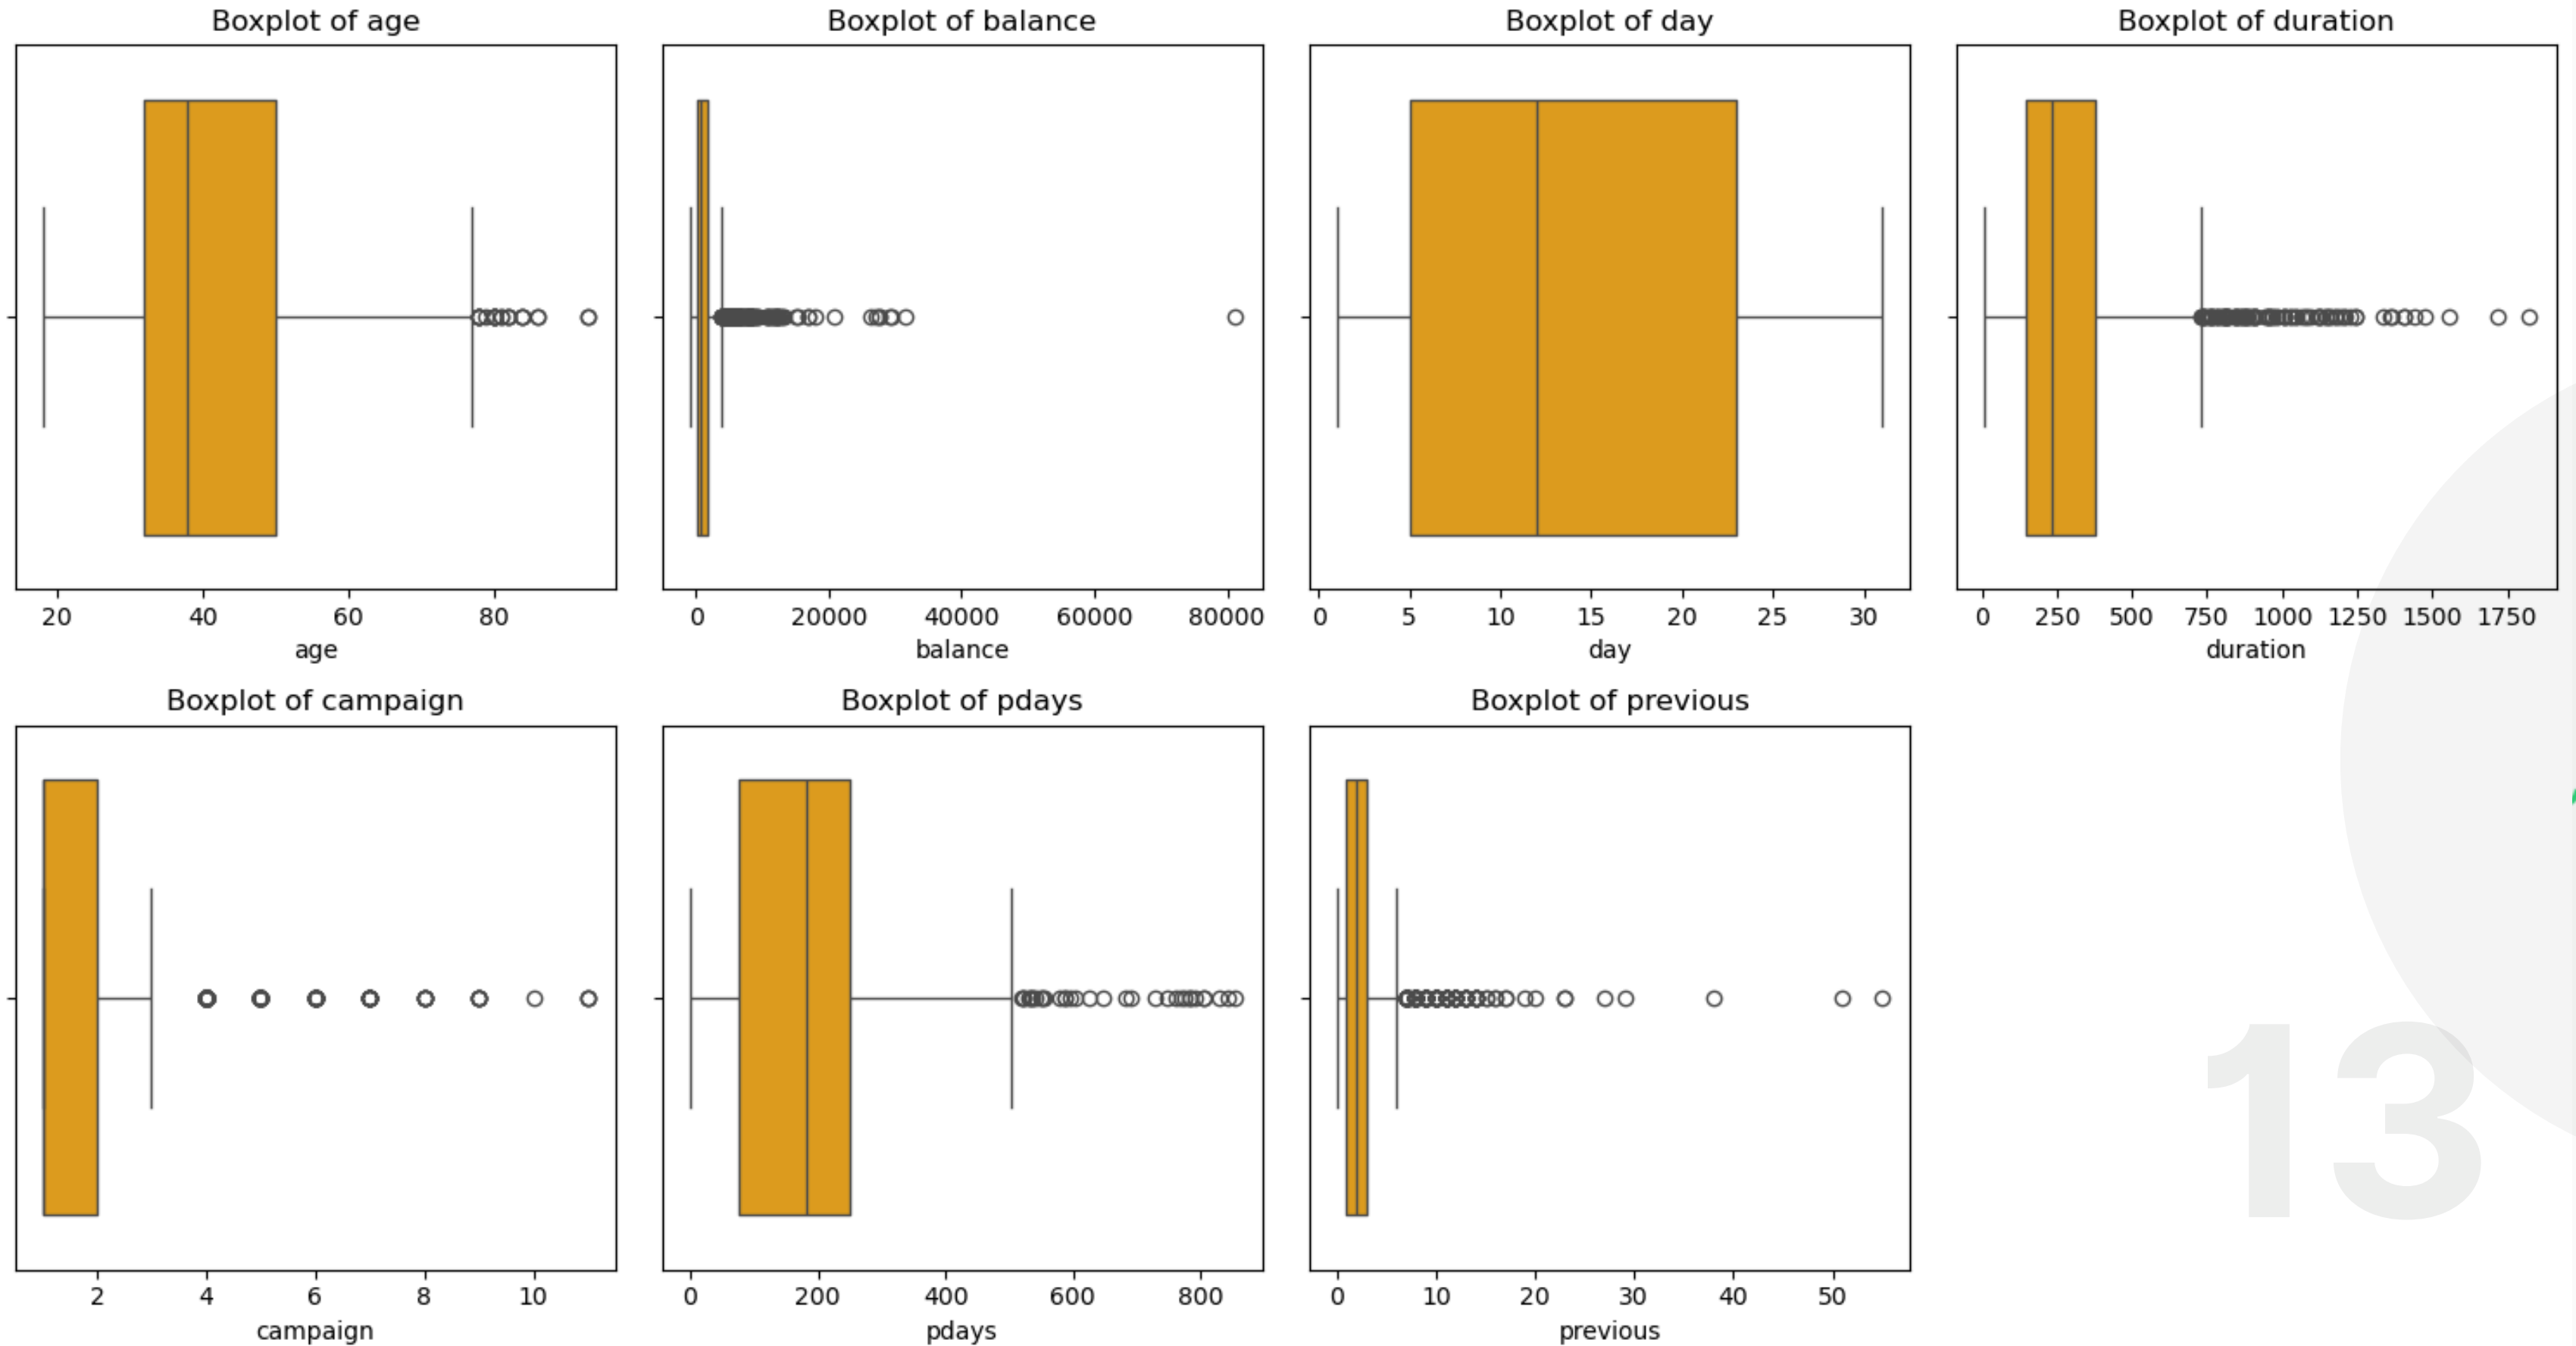 Boxplot of age
20 40 60 80
age
Boxplot of balance
0 20000 40000 60000 80000
balance
Boxplot of day
0 5 10 15 20 25 30
day
Boxplot of duration
0 250 500 750 1000 1250 1500 1750
duration
Boxplot of campaign
2 4 6 8 10
campaign
Boxplot of pdays
0 200 400 600 800
pdays
Boxplot of previous
0 10 20 30 40 50
previous
13